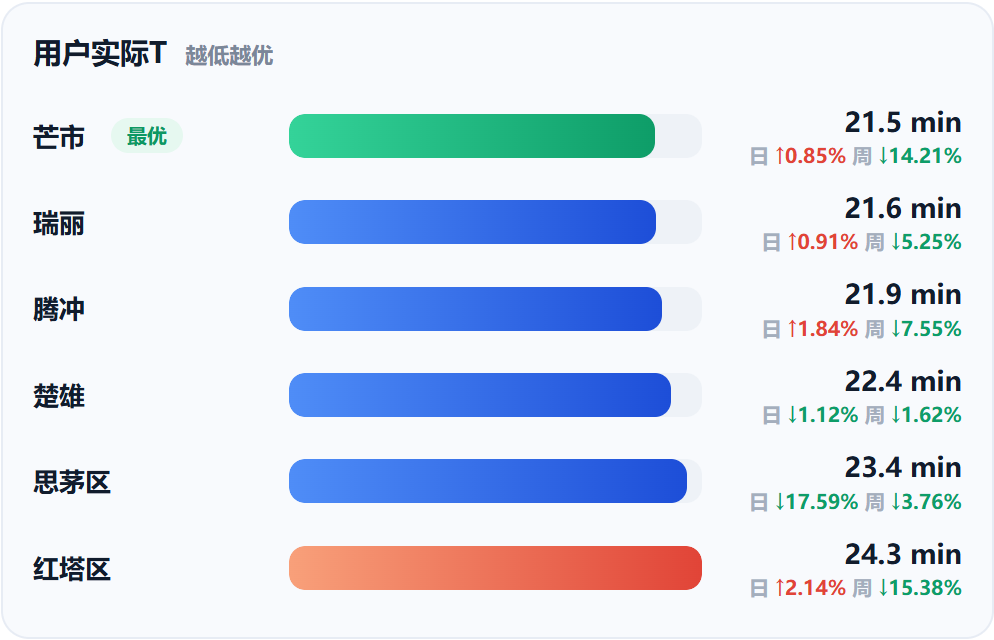 用户实际T 越低越优
芒市 最优
21.5 min
日 ↑0.85% 周 ↓14.21%
瑞丽
21.6 min
日 ↑0.91% 周 ↓5.25%
腾冲
21.9 min
日 ↑1.84% 周 ↓7.55%
楚雄
22.4 min
日 ↓1.12% 周 ↓1.62%
思茅区
23.4 min
日 ↓17.59% 周 ↓3.76%
红塔区
24.3 min
日 ↑2.14% 周 ↓15.38%